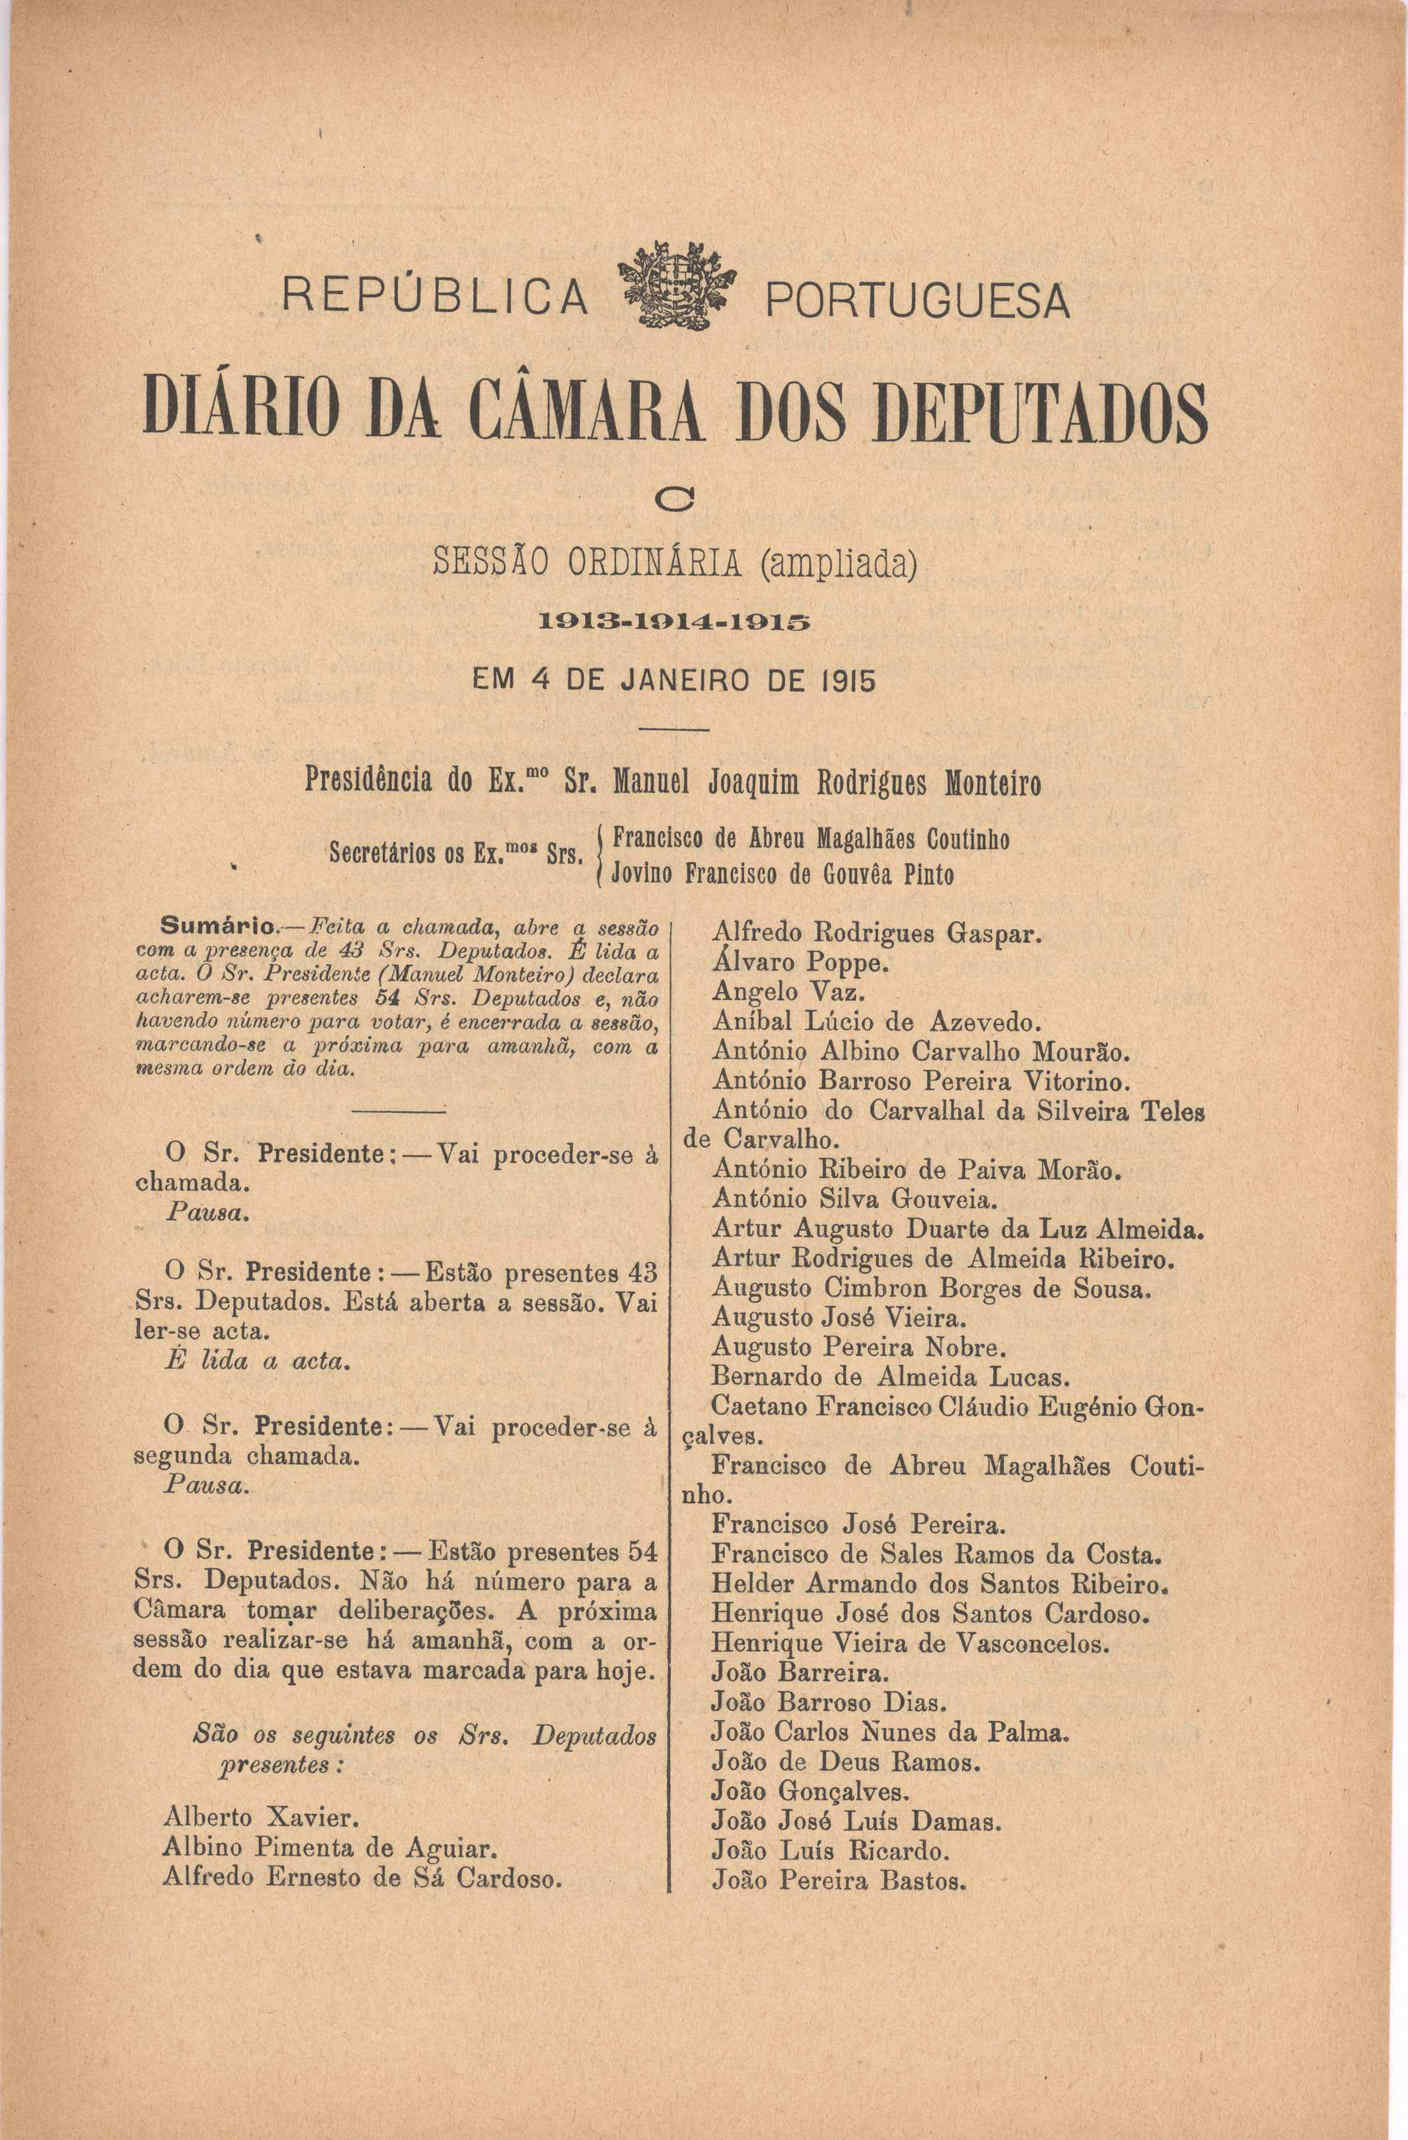 REPÚBLICA PORTUGUESA
DIÁRIO DA CÂMARA DOS DEPUTADOS
C
SESSÃO ORDINÁRIA (ampliada)
1913-1914-1915
EM 4 DE JANEIRO DE 1915
Presidência do Ex.mo Sr. Manuel Joaquim Rodrigues Monteiro
Secretários os Ex.mos Srs. { Francisco de Abreu Magalhães Coutinho
Jovino Francisco de Gouvêa Pinto
Sumário.—Feita a chamada, abre a sessão
com a presença de 43 Srs. Deputados. É lida a
acta. O Sr. Presidente (Manuel Monteiro) declara
acharem-se presentes 54 Srs. Deputados e, não
havendo número para votar, é encerrada a sessão,
marcando-se a próxima para amanhã, com a
mesma ordem do dia.
O Sr. Presidente:—Vai proceder-se à
chamada.
Pausa.
O Sr. Presidente:—Estão presentes 43
Srs. Deputados. Está aberta a sessão. Vai
ler-se acta.
É lida a acta.
O Sr. Presidente:—Vai proceder-se à
segunda chamada.
Pausa.
O Sr. Presidente:—Estão presentes 54
Srs. Deputados. Não há número para a
Câmara tomar deliberações. A próxima
sessão realizar-se há amanhã, com a or-
dem do dia que estava marcada para hoje.
São os seguintes os Srs. Deputados
presentes:
Alberto Xavier.
Albino Pimenta de Aguiar.
Alfredo Ernesto de Sá Cardoso.
Alfredo Rodrigues Gaspar.
Álvaro Poppe.
Angelo Vaz.
Aníbal Lúcio de Azevedo.
António Albino Carvalho Mourão.
António Barroso Pereira Vitorino.
António do Carvalhal da Silveira Teles
de Carvalho.
António Ribeiro de Paiva Morão.
António Silva Gouveia.
Artur Augusto Duarte da Luz Almeida.
Artur Rodrigues de Almeida Ribeiro.
Augusto Cimbron Borges de Sousa.
Augusto José Vieira.
Augusto Pereira Nobre.
Bernardo de Almeida Lucas.
Caetano Francisco Cláudio Eugénio Gon-
çalves.
Francisco de Abreu Magalhães Couti-
nho.
Francisco José Pereira.
Francisco de Sales Ramos da Costa.
Helder Armando dos Santos Ribeiro.
Henrique José dos Santos Cardoso.
Henrique Vieira de Vasconcelos.
João Barreira.
João Barroso Dias.
João Carlos Nunes da Palma.
João de Deus Ramos.
João Gonçalves.
João José Luís Damas.
João Luís Ricardo.
João Pereira Bastos.